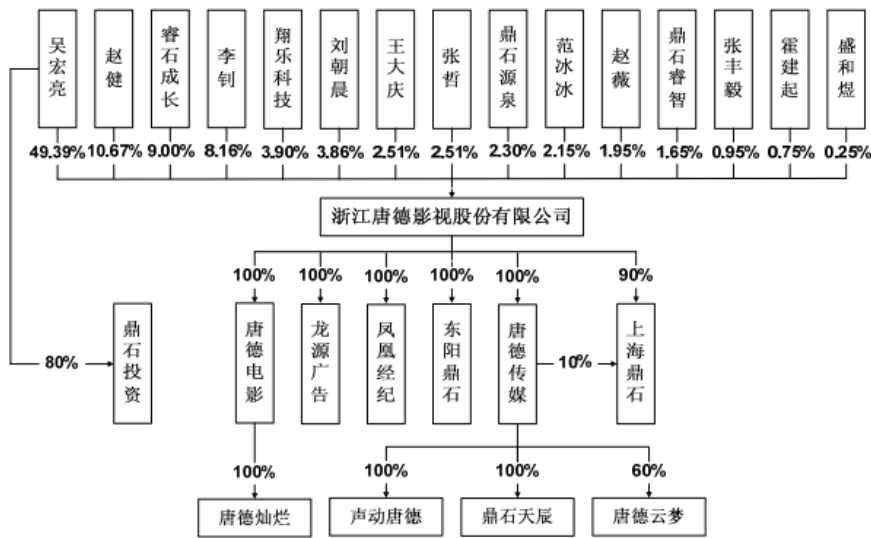 吴宏亮
赵健
睿石成长
李钊
翔乐科技
刘朝晨
王大庆
张哲
鼎石源泉
范冰冰
赵薇
鼎石睿智
张丰毅
霍建起
盛和煜
49.39% 10.67% 9.00% 8.16% 3.90% 3.86% 2.51% 2.51% 2.30% 2.15% 1.95% 1.65% 0.95% 0.75% 0.25%
浙江唐德影视股份有限公司
100% 100% 100% 100% 100% 90%
鼎石投资
唐德电影
龙源广告
凤凰经纪
东阳鼎石
唐德传媒
上海鼎石
80%
10%
100% 100% 100% 60%
唐德灿烂 声动唐德 鼎石天辰 唐德云梦